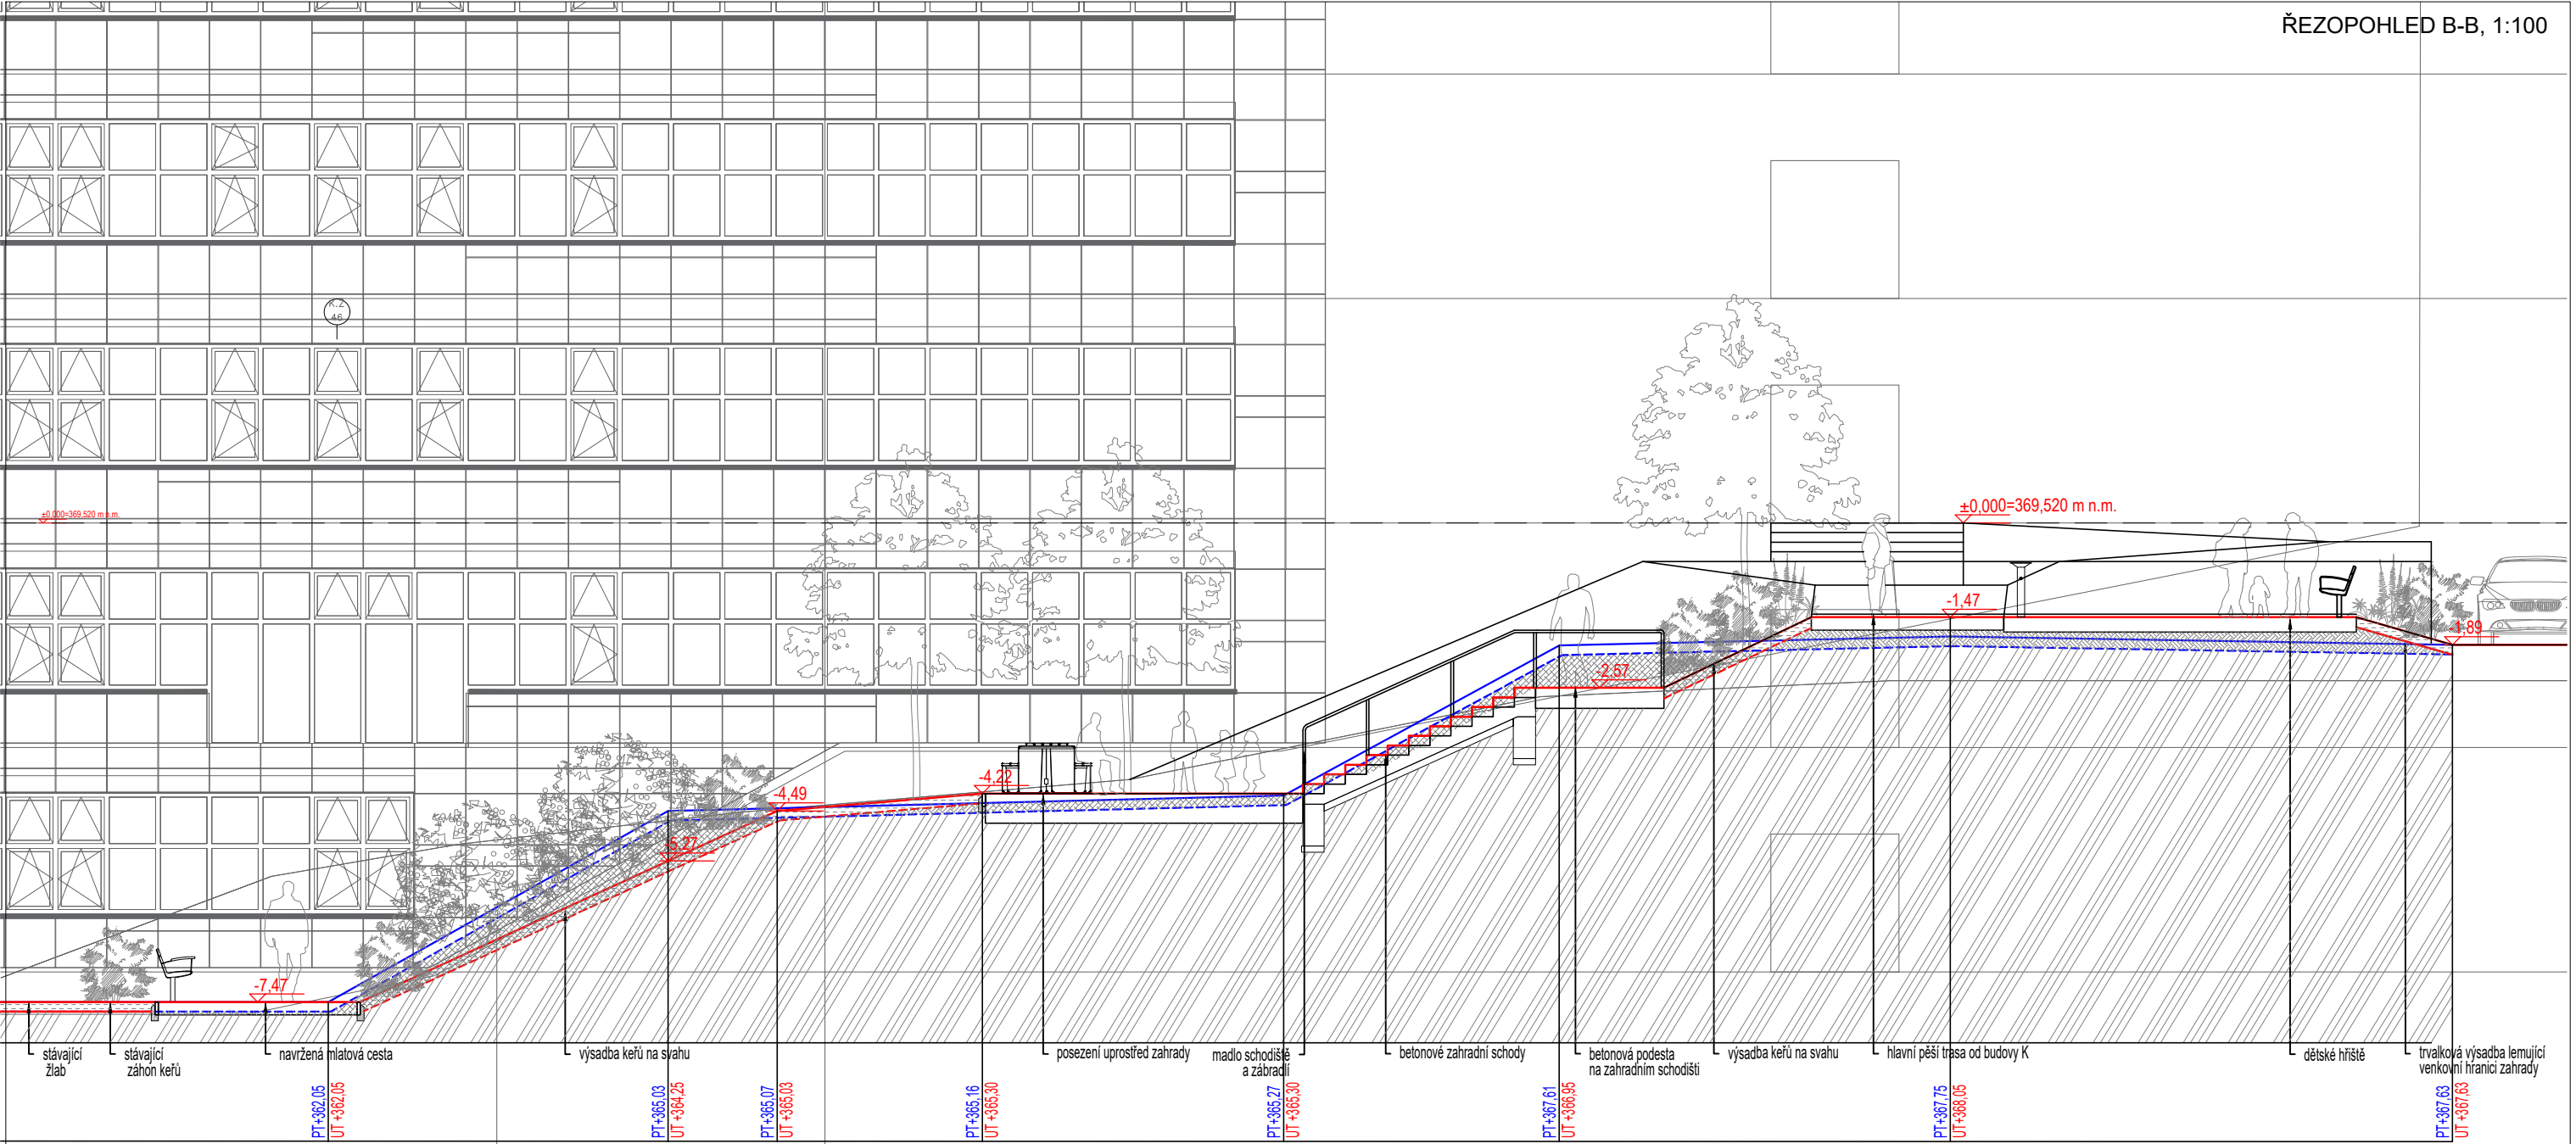 ŘEZOPOHLED B-B, 1:100
K.2
46
±0,000=369,520 m n.m.
±0,000=369,520 m n.m.
-1,47
-1,89
-2,57
-4,22
-4,49
-5,27
-7,47
stávající
žlab
stávající
záhon keřů
navržená mlatová cesta
výsadba keřů na svahu
posezení uprostřed zahrady
madlo schodiště
a zábradlí
betonové zahradní schody
betonová podesta
na zahradním schodišti
výsadba keřů na svahu
hlavní pěší trasa od budovy K
dětské hřiště
trvalková výsadba lemující
venkovní hranici zahrady
PT+362,05
UT +362,05
PT+365,03
UT +364,25
PT+365,07
UT +365,03
PT+365,16
UT +365,30
PT+365,27
UT +365,30
PT+367,61
UT +366,95
PT+367,75
UT +368,05
PT+367,63
UT +367,63